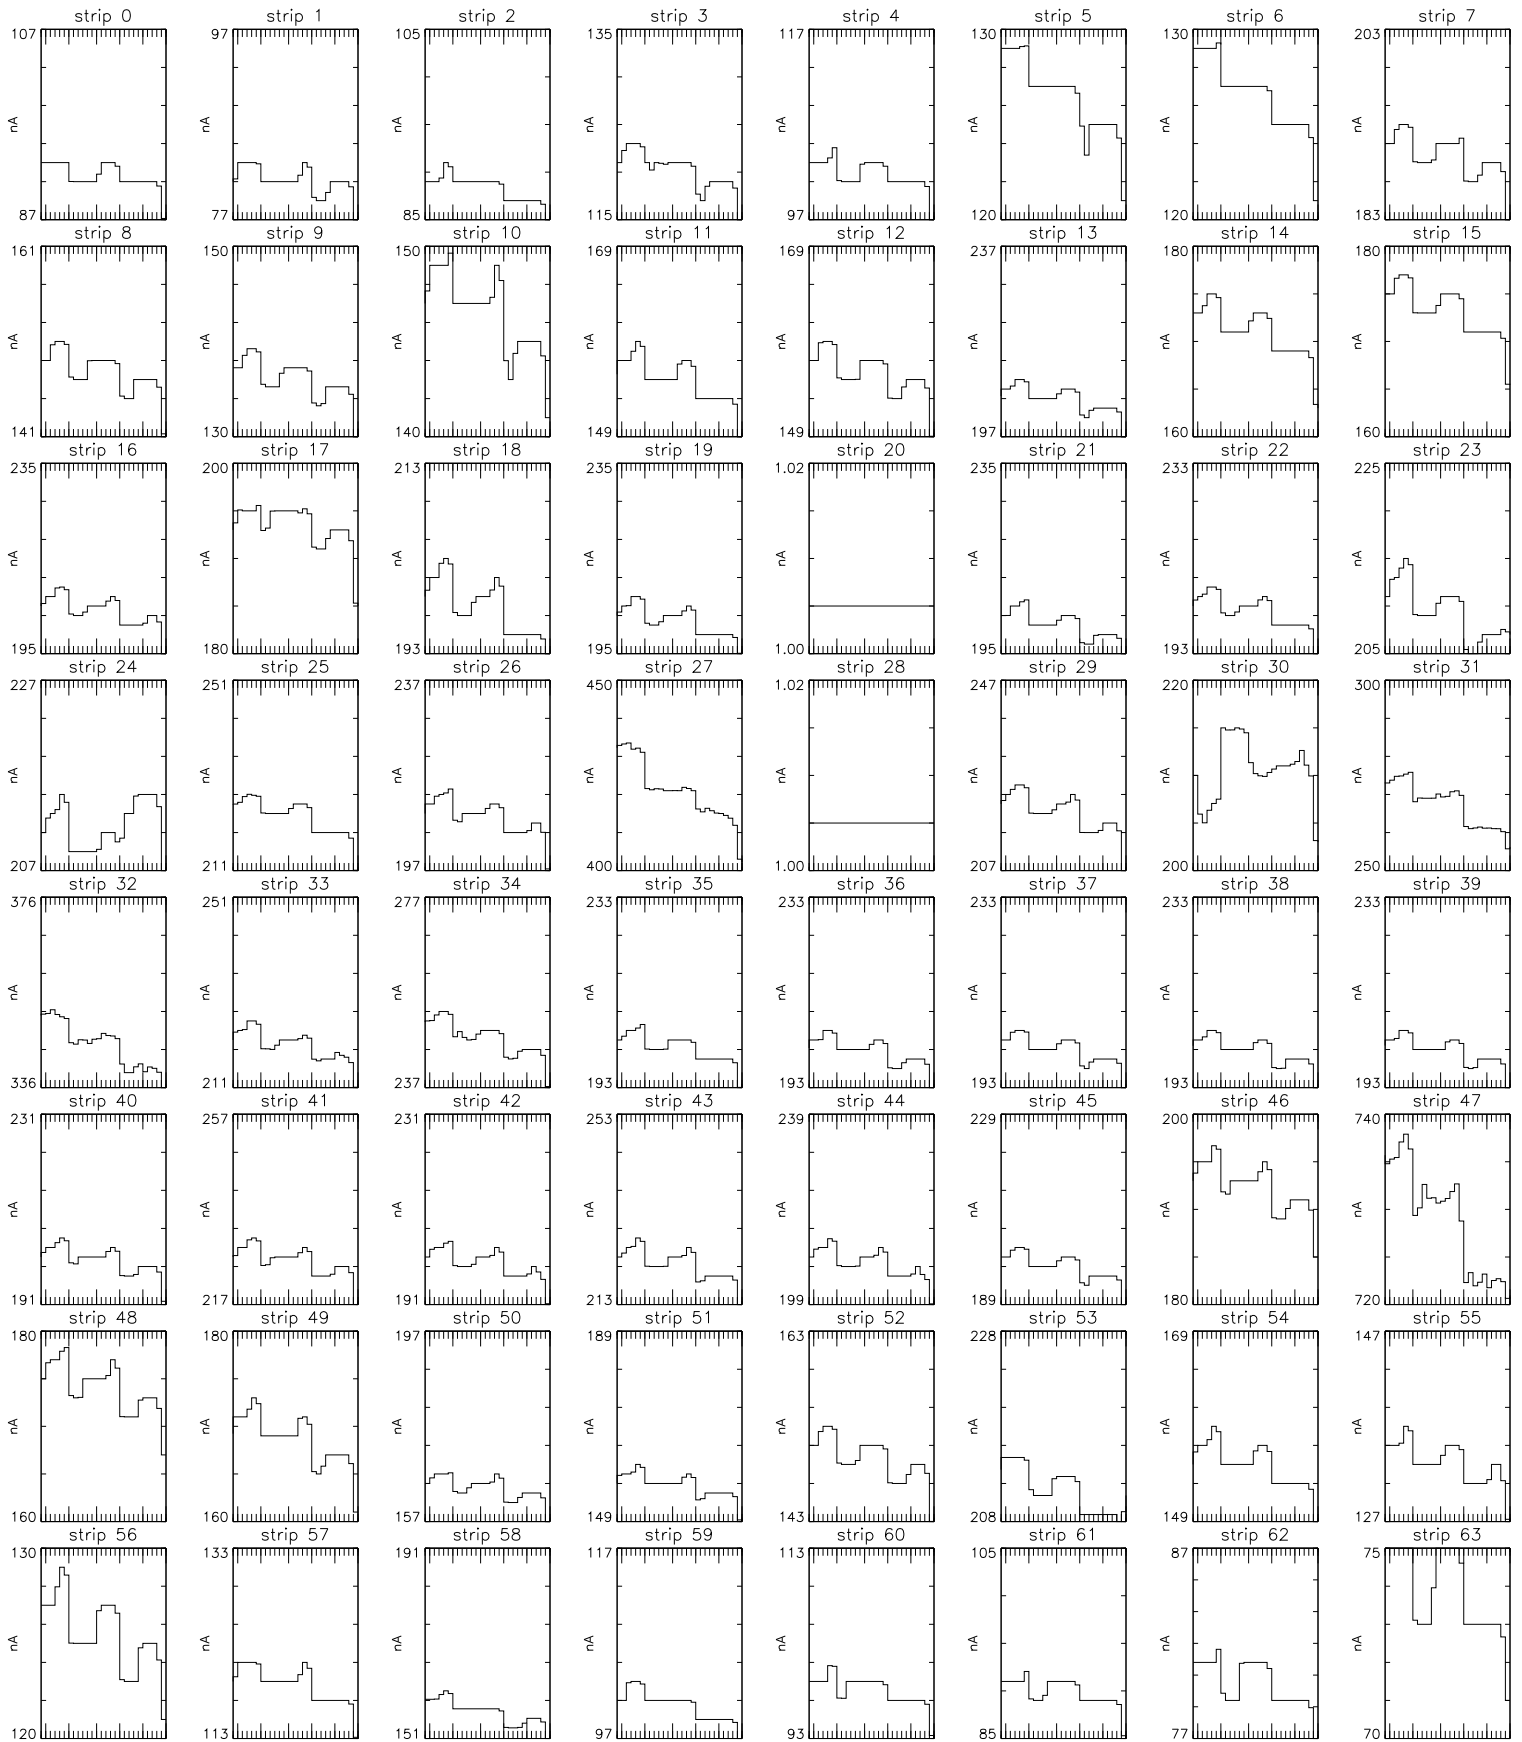 strip 0 strip 1 strip 2 strip 3 strip 4 strip 5 strip 6 strip 7
107 97 105 135 117 130 130 203
nA nA nA nA nA nA nA nA
87 77 85 115 97 120 120 183
strip 8 strip 9 strip 10 strip 11 strip 12 strip 13 strip 14 strip 15
161 150 150 169 169 237 180 180
nA nA nA nA nA nA nA nA
141 130 140 149 149 197 160 160
strip 16 strip 17 strip 18 strip 19 strip 20 strip 21 strip 22 strip 23
235 200 213 235 1.02 235 233 225
nA nA nA nA nA nA nA nA
195 180 193 195 1.00 195 193 205
strip 24 strip 25 strip 26 strip 27 strip 28 strip 29 strip 30 strip 31
227 251 237 450 1.02 247 220 300
nA nA nA nA nA nA nA nA
207 211 197 400 1.00 207 200 250
strip 32 strip 33 strip 34 strip 35 strip 36 strip 37 strip 38 strip 39
376 251 277 233 233 233 233 233
nA nA nA nA nA nA nA nA
336 211 237 193 193 193 193 193
strip 40 strip 41 strip 42 strip 43 strip 44 strip 45 strip 46 strip 47
231 257 231 253 239 229 200 740
nA nA nA nA nA nA nA nA
191 217 191 213 199 189 180 720
strip 48 strip 49 strip 50 strip 51 strip 52 strip 53 strip 54 strip 55
180 180 197 189 163 228 169 147
nA nA nA nA nA nA nA nA
160 160 157 149 143 208 149 127
strip 56 strip 57 strip 58 strip 59 strip 60 strip 61 strip 62 strip 63
130 133 191 117 113 105 87 75
nA nA nA nA nA nA nA nA
120 113 151 97 93 85 77 70